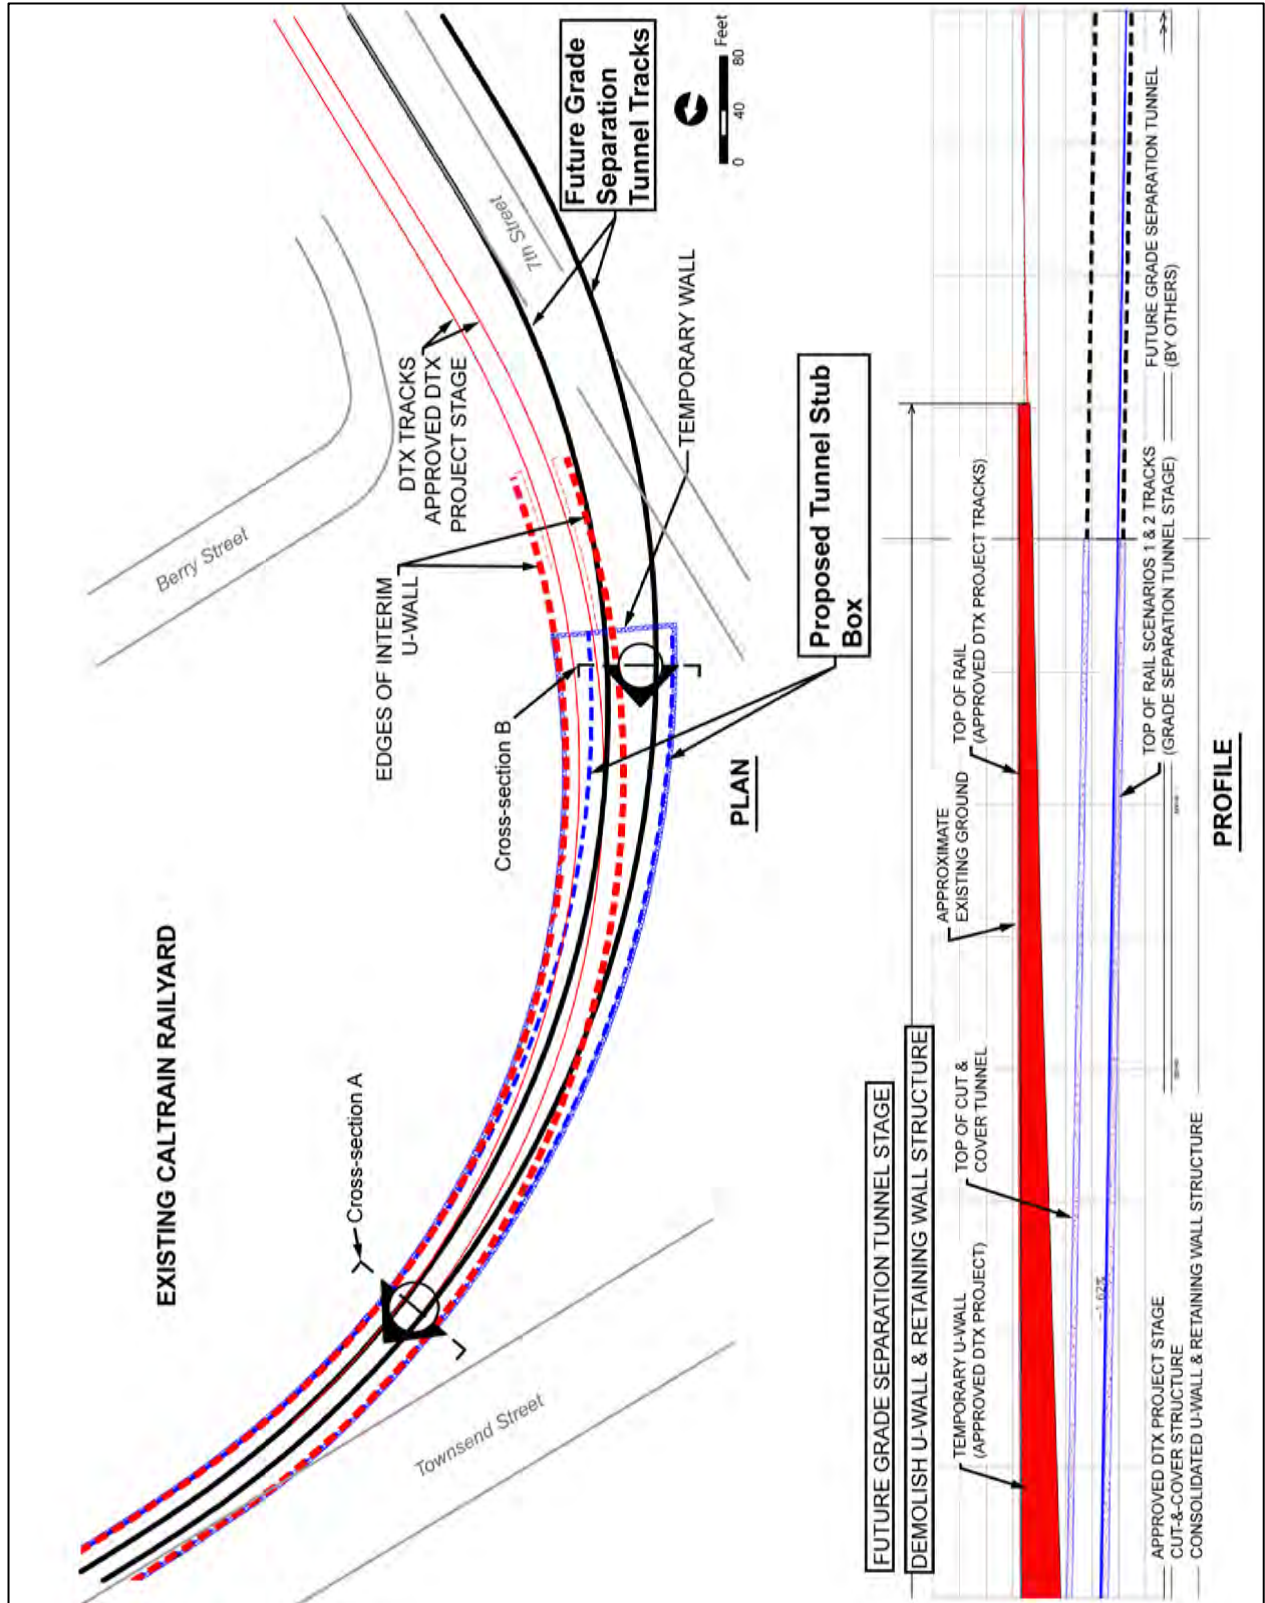 EXISTING CALTRAIN RAILYARD
Berry Street
7th Street
Townsend Street
Cross-section A
Cross-section B
EDGES OF INTERIM
U-WALL
DTX TRACKS
APPROVED DTX
PROJECT STAGE
Future Grade
Separation
Tunnel Tracks
TEMPORARY WALL
Proposed Tunnel Stub
Box
0 40 80 Feet
PLAN
FUTURE GRADE SEPARATION TUNNEL STAGE
DEMOLISH U-WALL & RETAINING WALL STRUCTURE
TEMPORARY U-WALL
(APPROVED DTX PROJECT)
TOP OF CUT &
COVER TUNNEL
APPROXIMATE
EXISTING GROUND
TOP OF RAIL
(APPROVED DTX PROJECT TRACKS)
-1.62%
APPROVED DTX PROJECT STAGE
CUT-&-COVER STRUCTURE
CONSOLIDATED U-WALL & RETAINING WALL STRUCTURE
TOP OF RAIL SCENARIOS 1 & 2 TRACKS
(GRADE SEPARATION TUNNEL STAGE)
FUTURE GRADE SEPARATION TUNNEL
(BY OTHERS)
PROFILE